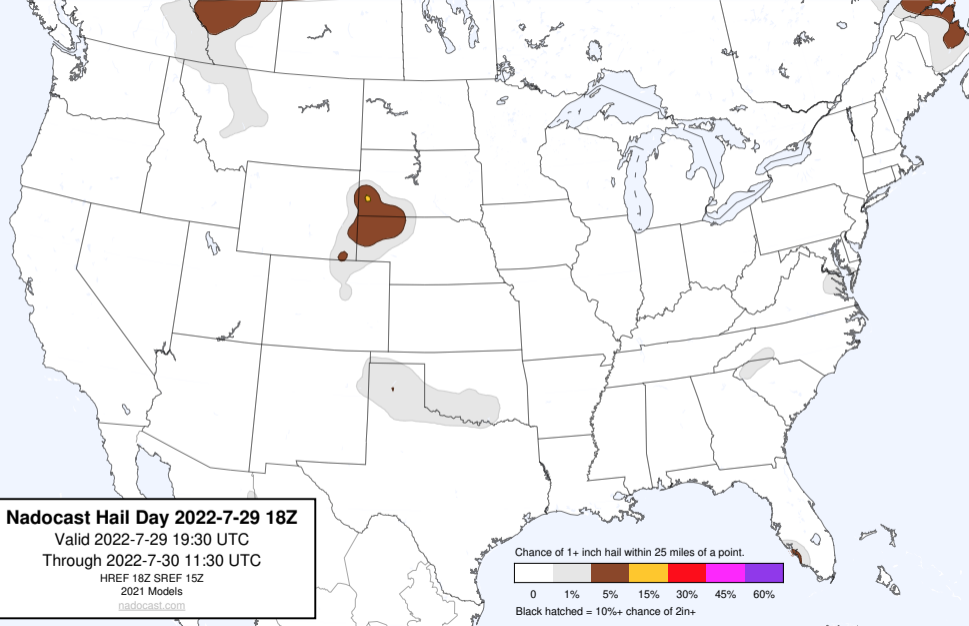 Nadocast Hail Day 2022-7-29 18Z
Valid 2022-7-29 19:30 UTC
Through 2022-7-30 11:30 UTC
HREF 18Z SREF 15Z
2021 Models
nadocast.com
Chance of 1+ inch hail within 25 miles of a point.
0 1% 5% 15% 30% 45% 60%
Black hatched = 10%+ chance of 2in+